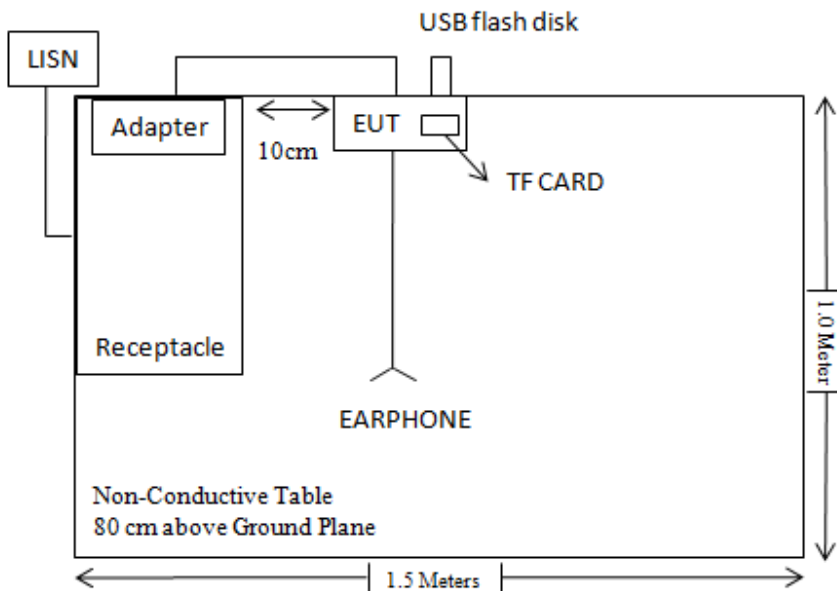 USB flash disk
LISN
Adapter
EUT
10cm
TF CARD
1.0 Meter
Receptacle
EARPHONE
Non-Conductive Table
80 cm above Ground Plane
1.5 Meters